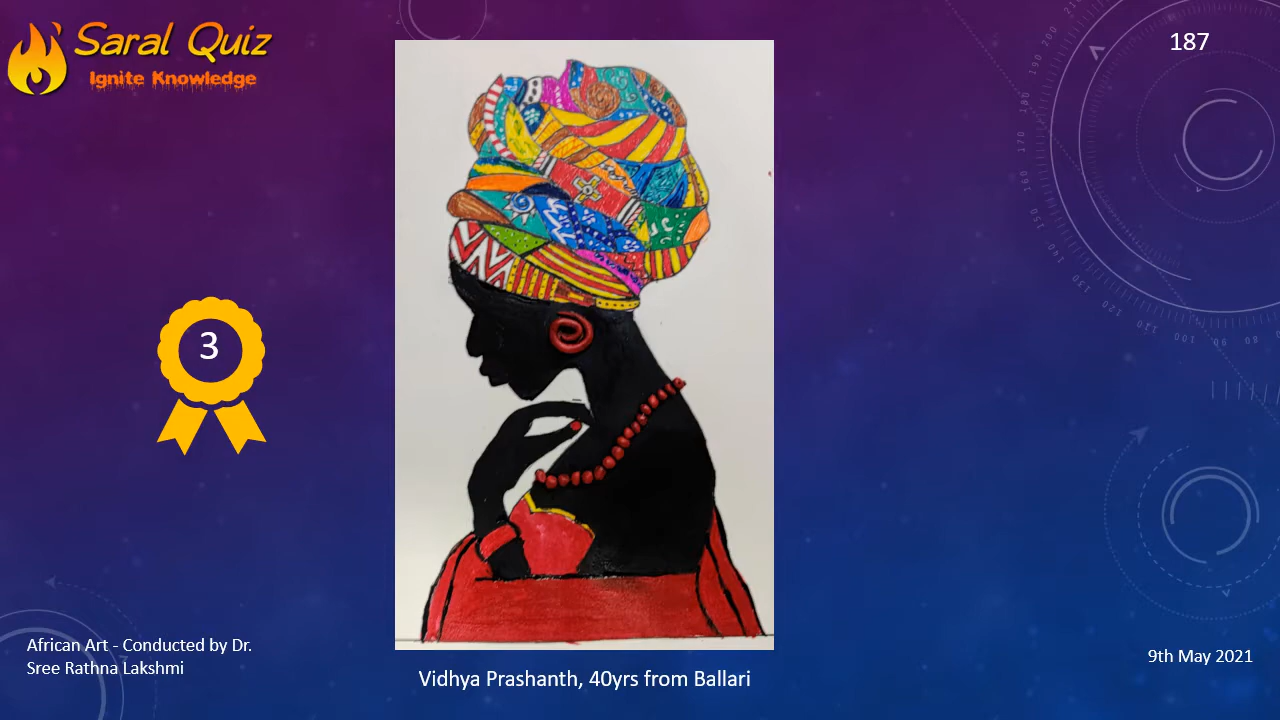 Saral Quiz
Ignite Knowledge
187
3
African Art - Conducted by Dr.
Sree Rathna Lakshmi
Vidhya Prashanth, 40yrs from Ballari
9th May 2021